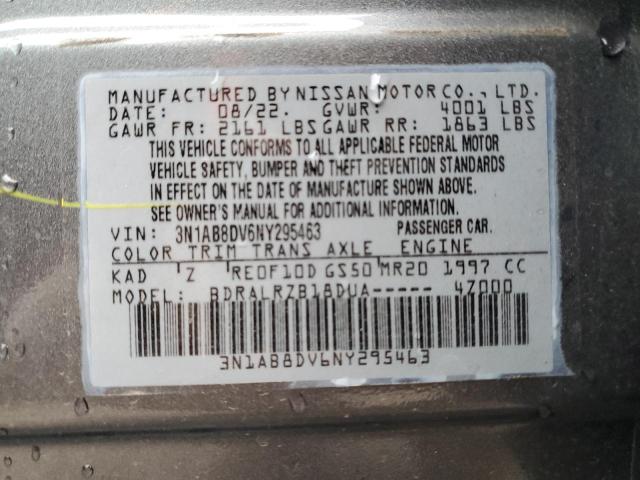 MANUFACTURED BY NISSAN MOTOR CO., LTD.
DATE: 08/22. GVWR: 4001 LBS
GAWR FR: 2161 LBS GAWR RR: 1863 LBS
THIS VEHICLE CONFORMS TO ALL APPLICABLE FEDERAL MOTOR
VEHICLE SAFETY, BUMPER AND THEFT PREVENTION STANDARDS
IN EFFECT ON THE DATE OF MANUFACTURE SHOWN ABOVE.
SEE OWNER'S MANUAL FOR ADDITIONAL INFORMATION.
VIN: 3N1AB8DV6NY295463 PASSENGER CAR.
COLOR TRIM TRANS AXLE ENGINE
KAD Z RE0F10D GS50 MR20 1997 CC
MODEL: BDRALRZB18DUA----- 4Z000
3N1AB8DV6NY295463